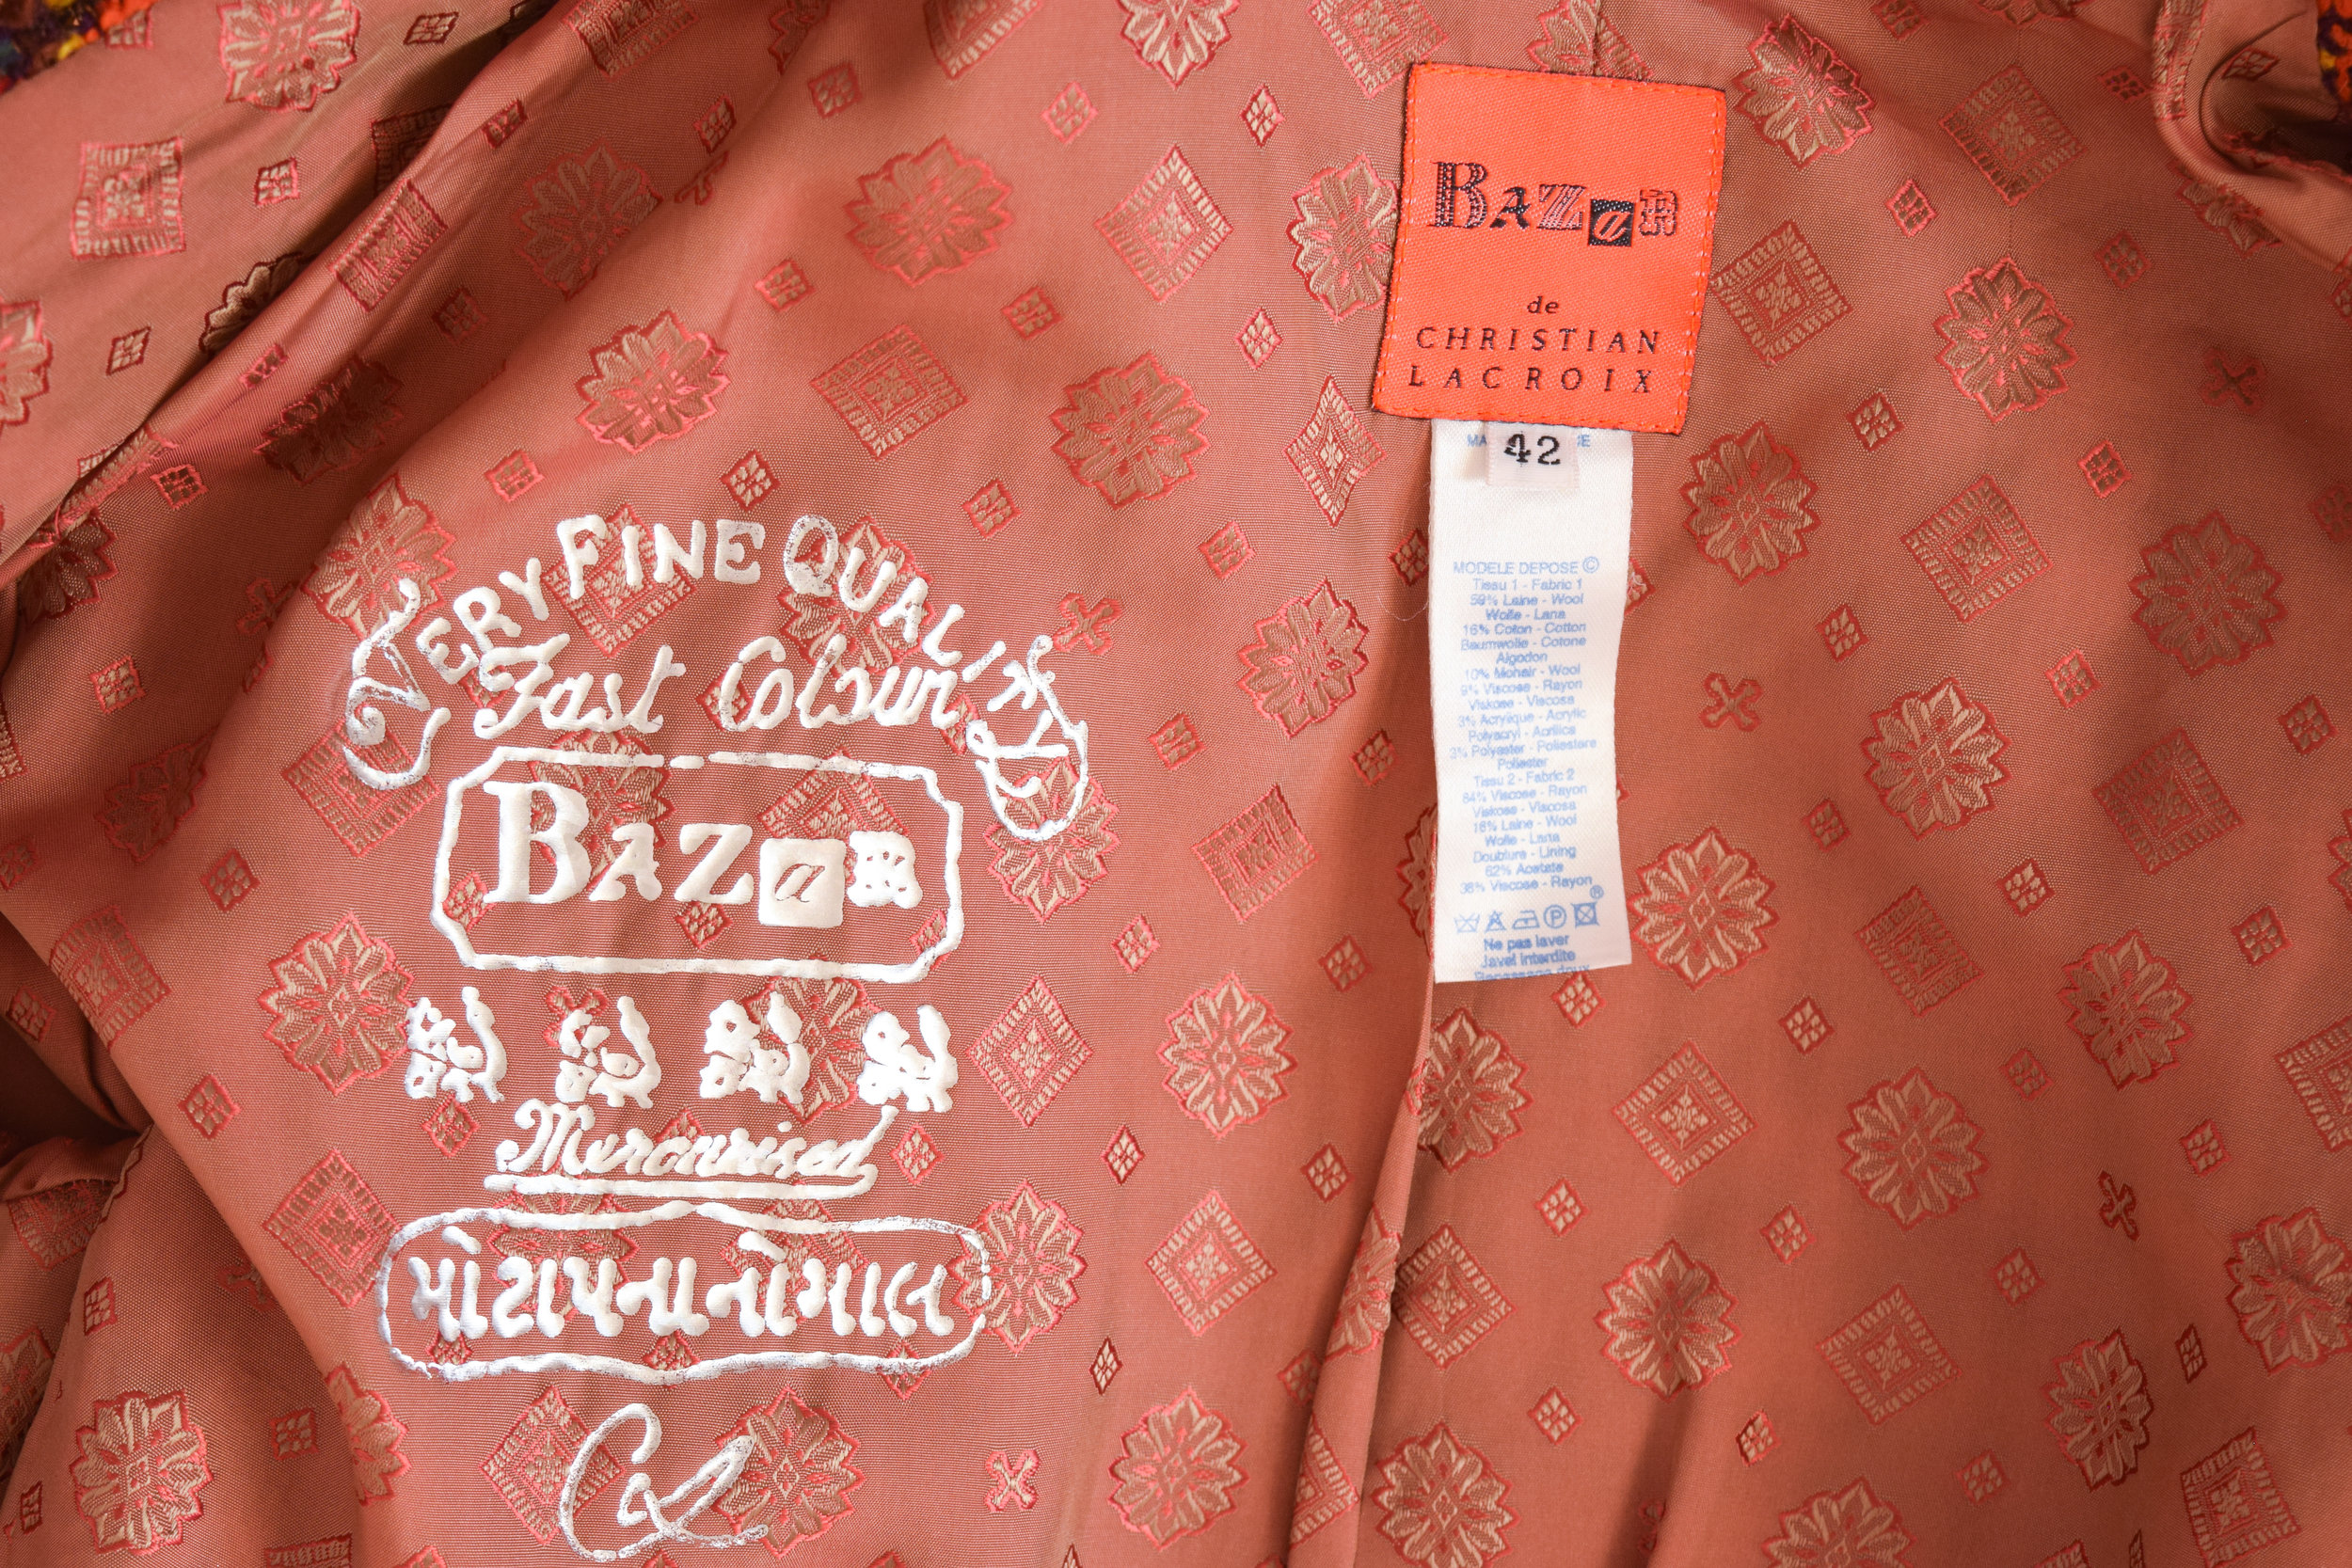 BAZaR
de
CHRISTIAN
LACROIX
42
MODELE DEPOSE ©
Tissu 1 - Fabric 1
59% Laine - Wool
Wolle - Lana
16% Coton - Cotton
Baumwolle - Cotone
Algodon
10% Mohair - Wool
9% Viscose - Rayon
Viskose - Viscosa
3% Acrylique - Acrylic
Polyacryl - Acrilica
3% Polyester - Poliestere
Poliester
Tissu 2 - Fabric 2
84% Viscose - Rayon
Viskose - Viscosa
16% Laine - Wool
Wolle - Lana
Doublure - Lining
62% Acetate
38% Viscose - Rayon
Ne pas laver
Javel interdite
Repassage doux
VERY FINE QUALITY
Fast Colour
BAZaR
Mercerised
મોટાપનાનોમાલ